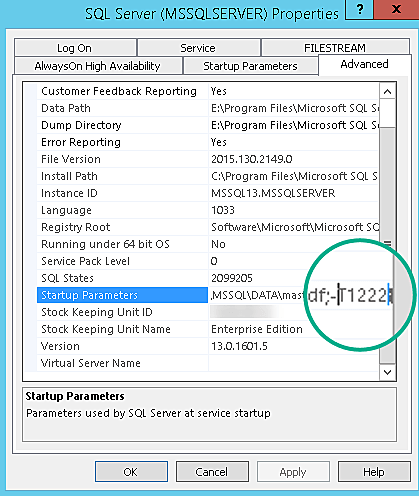 SQL Server (MSSQLSERVER) Properties
?
x
Log On
Service
FILESTREAM
AlwaysOn High Availability
Startup Parameters
Advanced
Customer Feedback Reporting Yes
Data Path E:\Program Files\Microsoft SQL S
Dump Directory E:\Program Files\Microsoft SQL S
Error Reporting Yes
File Version 2015.130.2149.0
Install Path C:\Program Files\Microsoft SQL S
Instance ID MSSQL13.MSSQLSERVER
Language 1033
Registry Root Software\Microsoft\Microsoft SQ
Running under 64 bit OS No
Service Pack Level 0
SQL States 2099205
Startup Parameters .MSSQL\DATA\mast
df;-T1222
Stock Keeping Unit ID
Stock Keeping Unit Name Enterprise Edition
Version 13.0.1601.5
Virtual Server Name
Startup Parameters
Parameters used by SQL Server at service startup
OK
Cancel
Apply
Help